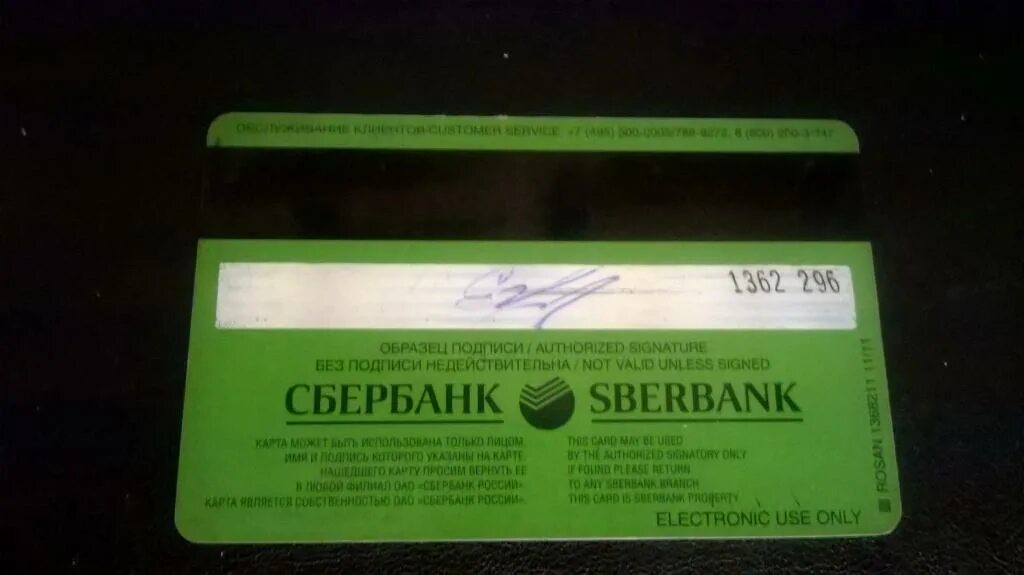 ОБСЛУЖИВАНИЕ КЛИЕНТОВ/CUSTOMER SERVICE +7 (495) 500-0005/788-9272, 8 (800) 200-3-747
1362 296
ОБРАЗЕЦ ПОДПИСИ / AUTHORIZED SIGNATURE
БЕЗ ПОДПИСИ НЕДЕЙСТВИТЕЛЬНА / NOT VALID UNLESS SIGNED
СБЕРБАНК SBERBANK
КАРТА МОЖЕТ БЫТЬ ИСПОЛЬЗОВАНА ТОЛЬКО ЛИЦОМ,
ИМЯ И ПОДПИСЬ КОТОРОГО УКАЗАНЫ НА КАРТЕ.
НАШЕДШЕГО КАРТУ ПРОСИМ ВЕРНУТЬ ЕЕ
В ЛЮБОЙ ФИЛИАЛ ОАО «СБЕРБАНК РОССИИ».
КАРТА ЯВЛЯЕТСЯ СОБСТВЕННОСТЬЮ ОАО «СБЕРБАНК РОССИИ».
THIS CARD MAY BE USED
BY THE AUTHORIZED SIGNATORY ONLY
IF FOUND PLEASE RETURN
TO ANY SBERBANK BRANCH
THIS CARD IS SBERBANK PROPERTY
ELECTRONIC USE ONLY
ROSAN 1368211 11/11